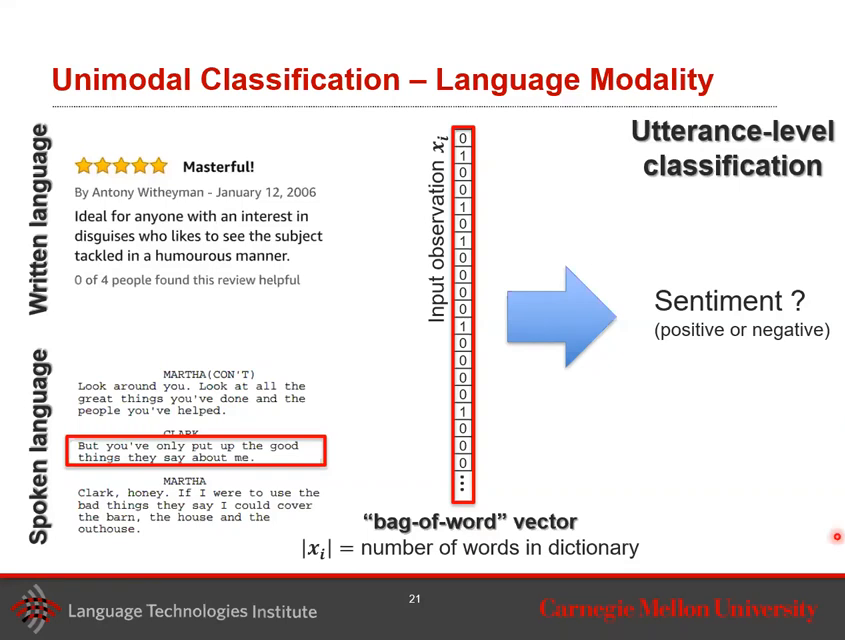 Unimodal Classification – Language Modality
Written language
Masterful!
By Antony Witheyman - January 12, 2006
Ideal for anyone with an interest in
disguises who likes to see the subject
tackled in a humourous manner.
0 of 4 people found this review helpful
Spoken language
MARTHA(CON'T)
Look around you. Look at all the
great things you've done and the
people you've helped.
CLARK
But you've only put up the good
things they say about me.
MARTHA
Clark, honey. If I were to use the
bad things they say I could cover
the barn, the house and the
outhouse.
Input observation 𝒙ᵢ
0
1
0
0
1
0
1
0
0
0
0
1
0
0
0
0
1
0
0
0
⋮
“bag-of-word” vector
|𝒙ᵢ| = number of words in dictionary
Utterance-level
classification
Sentiment ?
(positive or negative)
Language Technologies Institute
21
Carnegie Mellon University